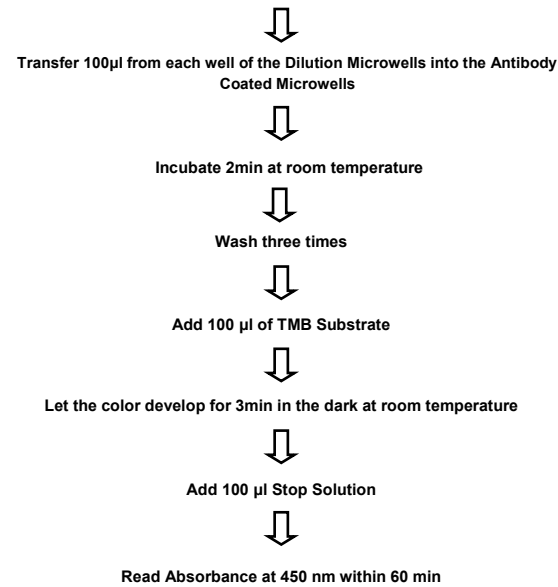 Transfer 100µl from each well of the Dilution Microwells into the Antibody
Coated Microwells
Incubate 2min at room temperature
Wash three times
Add 100 µl of TMB Substrate
Let the color develop for 3min in the dark at room temperature
Add 100 µl Stop Solution
Read Absorbance at 450 nm within 60 min